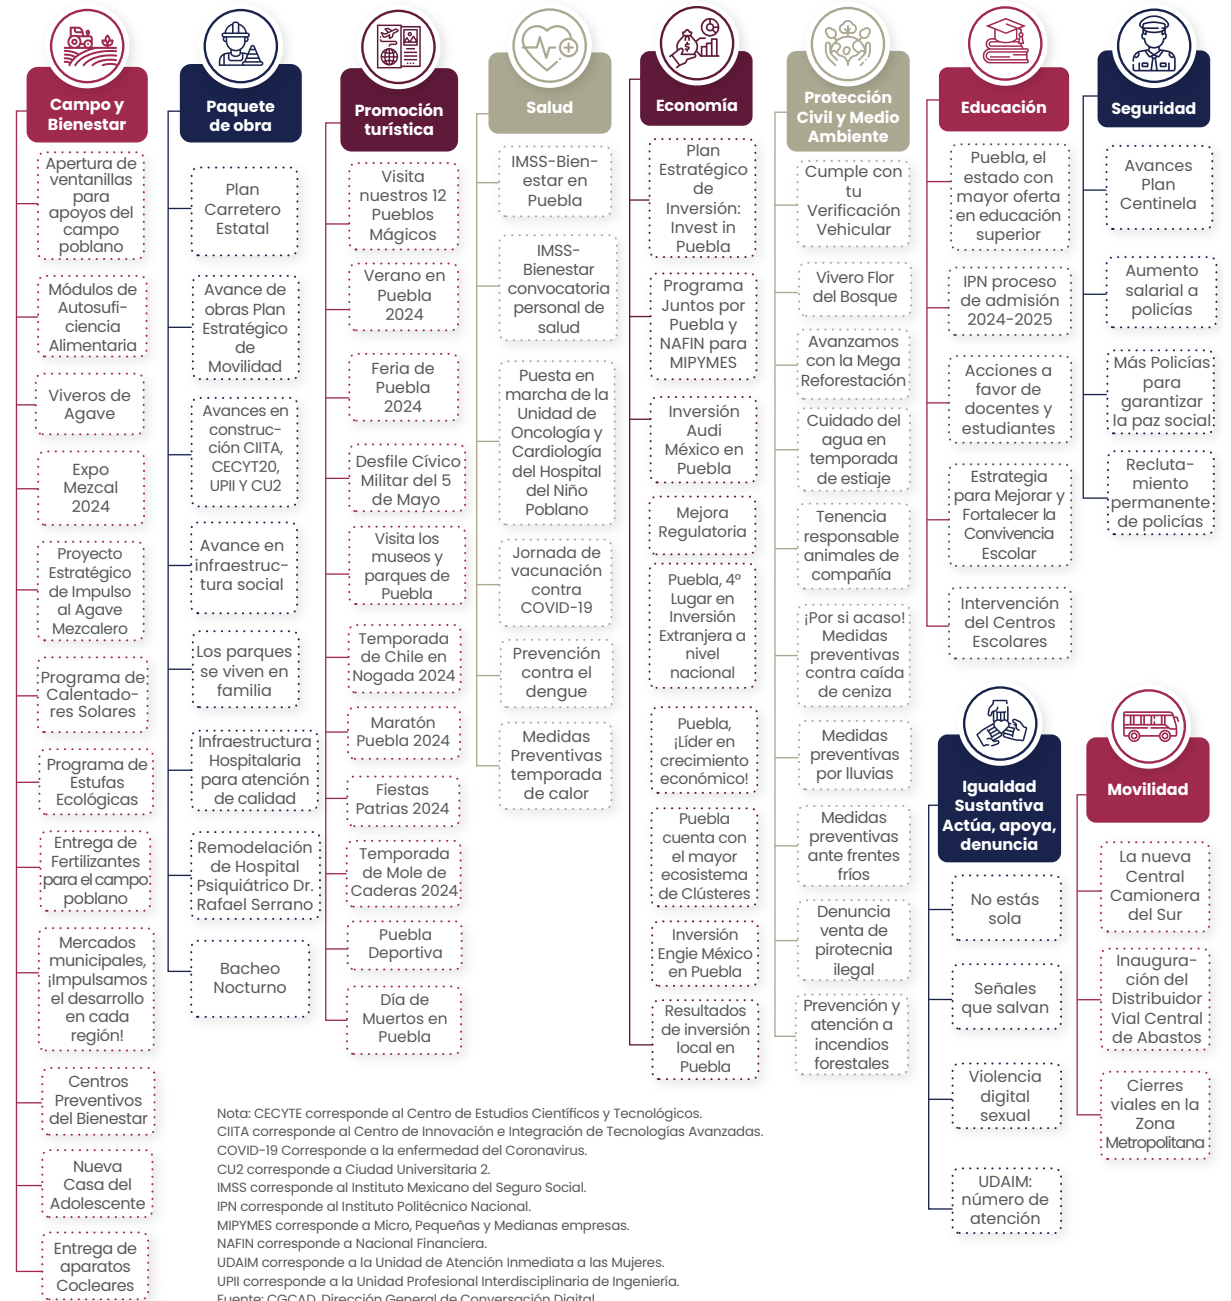 Campo y
Bienestar
Apertura de
ventanillas
para
apoyos del
campo
poblano
Módulos de
Autosufi-
ciencia
Alimentaria
Viveros de
Agave
Expo
Mezcal
2024
Proyecto
Estratégico
de Impulso
al Agave
Mezcalero
Programa de
Calentado-
res Solares
Programa de
Estufas
Ecológicas
Entrega de
Fertilizantes
para el campo
poblano
Mercados
municipales,
¡Impulsamos
el desarrollo
en cada
región!
Centros
Preventivos
del Bienestar
Nueva
Casa del
Adolescente
Entrega de
aparatos
Cocleares
Paquete
de obra
Plan
Carretero
Estatal
Avance de
obras Plan
Estratégico
de
Movilidad
Avances en
construc-
ción CIITA,
CECYT20,
UPII Y CU2
Avance en
infraestruc-
tura social
Los parques
se viven en
familia
Infraestructura
Hospitalaria
para atención
de calidad
Remodelación
de Hospital
Psiquiátrico Dr.
Rafael Serrano
Bacheo
Nocturno
Promoción
turística
Visita
nuestros 12
Pueblos
Mágicos
Verano en
Puebla
2024
Feria de
Puebla
2024
Desfile Cívico
Militar del 5
de Mayo
Visita los
museos y
parques de
Puebla
Temporada
de Chile en
Nogada 2024
Maratón
Puebla 2024
Fiestas
Patrias 2024
Temporada
de Mole de
Caderas 2024
Puebla
Deportiva
Día de
Muertos en
Puebla
Salud
IMSS-Bien-
estar en
Puebla
IMSS-
Bienestar
convocatoria
personal de
salud
Puesta en
marcha de la
Unidad de
Oncología y
Cardiología
del Hospital
del Niño
Poblano
Jornada de
vacunación
contra
COVID-19
Prevención
contra el
dengue
Medidas
Preventivas
temporada
de calor
Economía
Plan
Estratégico
de
Inversión:
Invest in
Puebla
Programa
Juntos por
Puebla y
NAFIN para
MIPYMES
Inversión
Audi
México en
Puebla
Mejora
Regulatoria
Puebla, 4°
Lugar en
Inversión
Extranjera a
nivel
nacional
Puebla,
¡Líder en
crecimiento
económico!
Puebla
cuenta con
el mayor
ecosistema
de Clústeres
Inversión
Engie México
en Puebla
Resultados
de inversión
local en
Puebla
Protección
Civil y Medio
Ambiente
Cumple con
tu
Verificación
Vehicular
Vivero Flor
del Bosque
Avanzamos
con la Mega
Reforestación
Cuidado del
agua en
temporada
de estiaje
Tenencia
responsable
animales de
compañía
¡Por si acaso!
Medidas
preventivas
contra caída
de ceniza
Medidas
preventivas
por lluvias
Medidas
preventivas
ante frentes
fríos
Denuncia
venta de
pirotecnia
ilegal
Prevención y
atención a
incendios
forestales
Educación
Puebla, el
estado con
mayor oferta
en educación
superior
IPN proceso
de admisión
2024-2025
Acciones a
favor de
docentes y
estudiantes
Estrategia
para Mejorar y
Fortalecer la
Convivencia
Escolar
Intervención
del Centros
Escolares
Seguridad
Avances
Plan
Centinela
Aumento
salarial a
policías
Más Policías
para
garantizar
la paz social
Recluta-
miento
permanente
de policías
Igualdad
Sustantiva
Actúa, apoya,
denuncia
No estás
sola
Señales
que salvan
Violencia
digital
sexual
UDAIM:
número de
atención
Movilidad
La nueva
Central
Camionera
del Sur
Inaugura-
ción del
Distribuidor
Vial Central
de Abastos
Cierres
viales en la
Zona
Metropolitana
Nota: CECYTE corresponde al Centro de Estudios Científicos y Tecnológicos.
CIITA corresponde al Centro de Innovación e Integración de Tecnologías Avanzadas.
COVID-19 Corresponde a la enfermedad del Coronavirus.
CU2 corresponde a Ciudad Universitaria 2.
IMSS corresponde al Instituto Mexicano del Seguro Social.
IPN corresponde al Instituto Politécnico Nacional.
MIPYMES corresponde a Micro, Pequeñas y Medianas empresas.
NAFIN corresponde a Nacional Financiera.
UDAIM corresponde a la Unidad de Atención Inmediata a las Mujeres.
UPII corresponde a la Unidad Profesional Interdisciplinaria de Ingeniería.
Fuente: CGCAD. Dirección General de Conversación Digital.